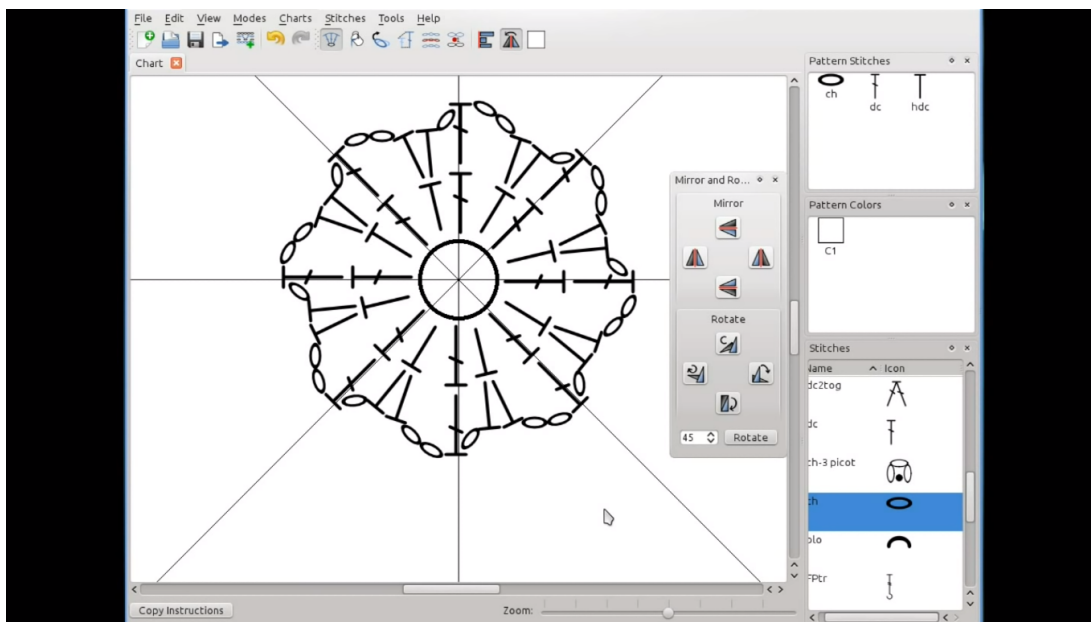 File Edit View Modes Charts Stitches Tools Help
Chart
Pattern Stitches
ch dc hdc
Pattern Colors
C1
Mirror and Ro...
Mirror
Rotate
C
45 Rotate
Stitches
Name Icon
dc2tog
dc
ch-3 picot
ch
blo
FPtr
Copy Instructions
Zoom: